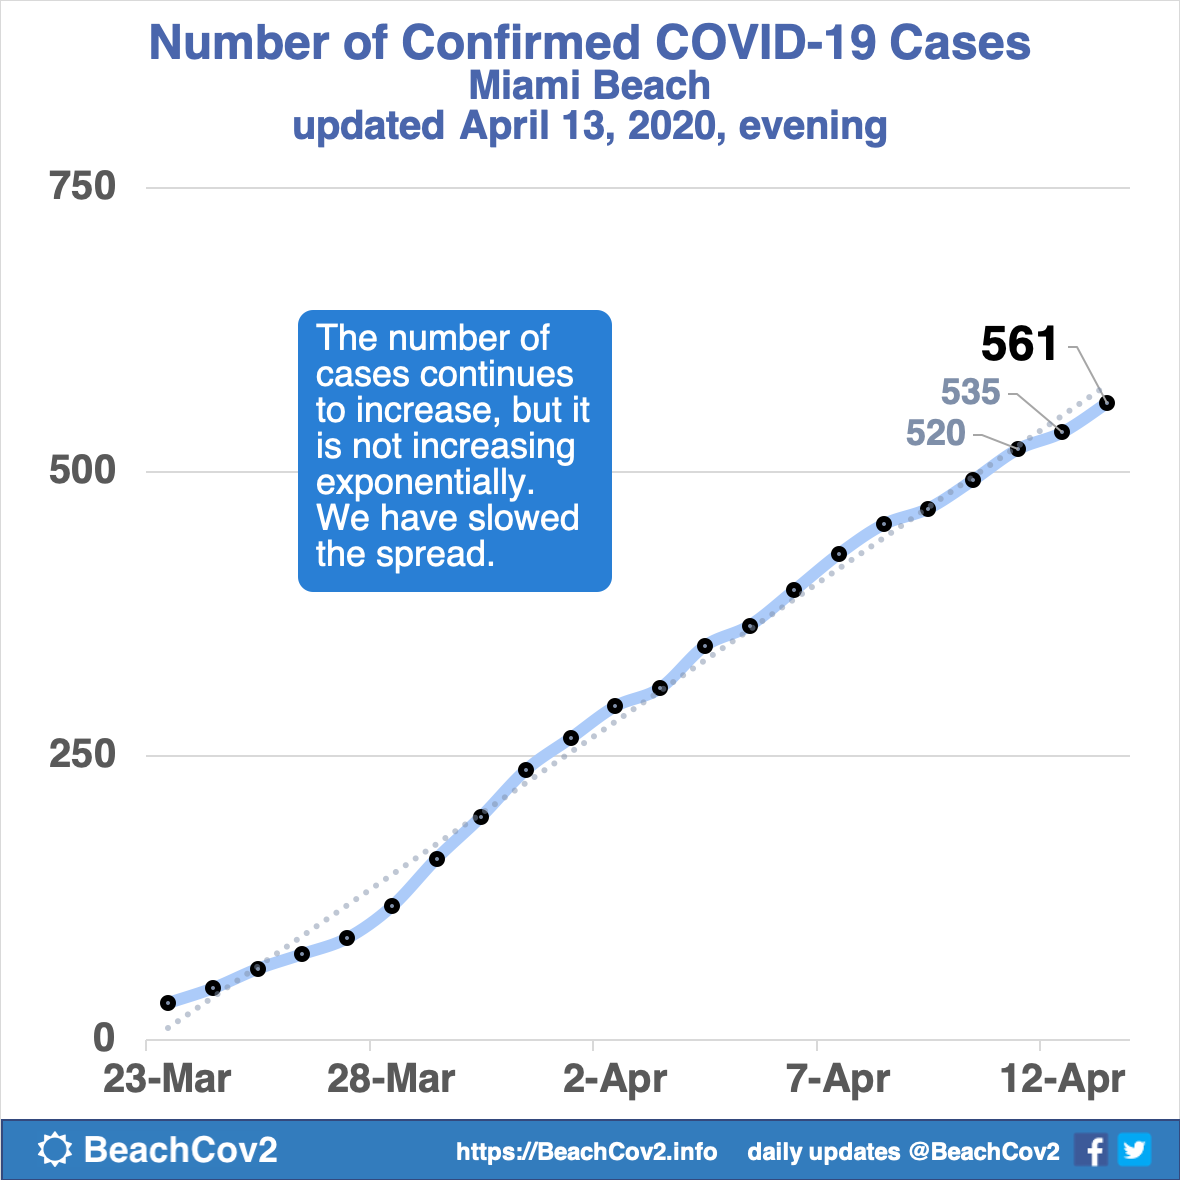 Number of Confirmed COVID-19 Cases
Miami Beach
updated April 13, 2020, evening
750
500
250
0
The number of
cases continues
to increase, but it
is not increasing
exponentially.
We have slowed
the spread.
561
535
520
23-Mar
28-Mar
2-Apr
7-Apr
12-Apr
BeachCov2
https://BeachCov2.info
daily updates @BeachCov2